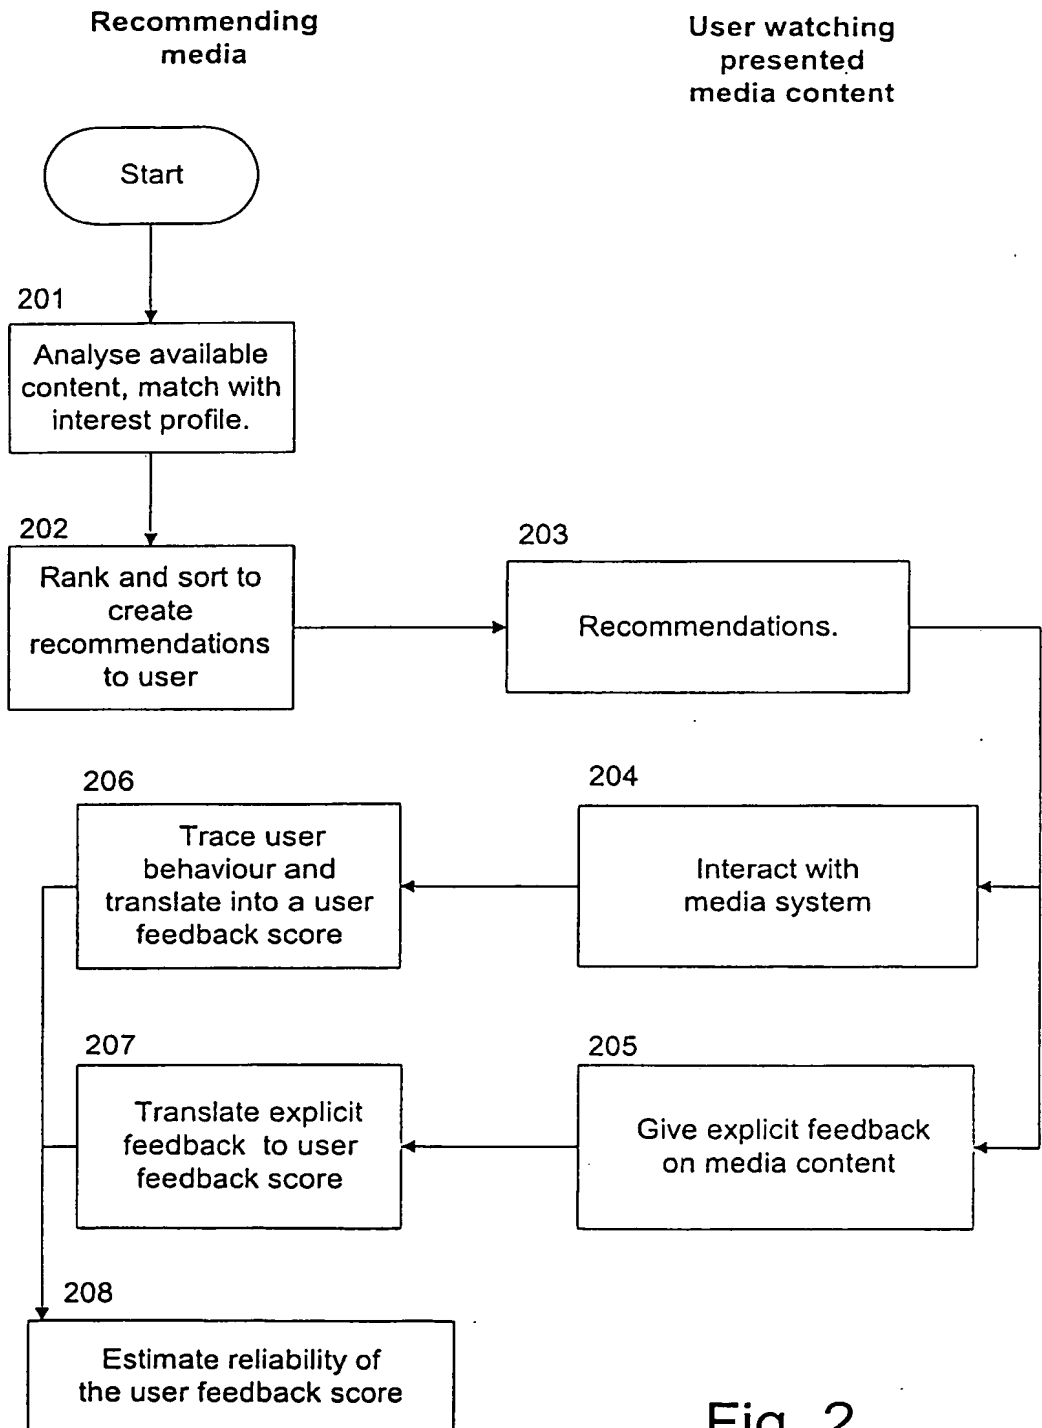 Recommending
media
User watching
presented
media content
Start
201
Analyse available
content, match with
interest profile.
202
Rank and sort to
create
recommendations
to user
203
Recommendations.
206
Trace user
behaviour and
translate into a user
feedback score
204
Interact with
media system
207
Translate explicit
feedback to user
feedback score
205
Give explicit feedback
on media content
208
Estimate reliability of
the user feedback score
Fig. 2